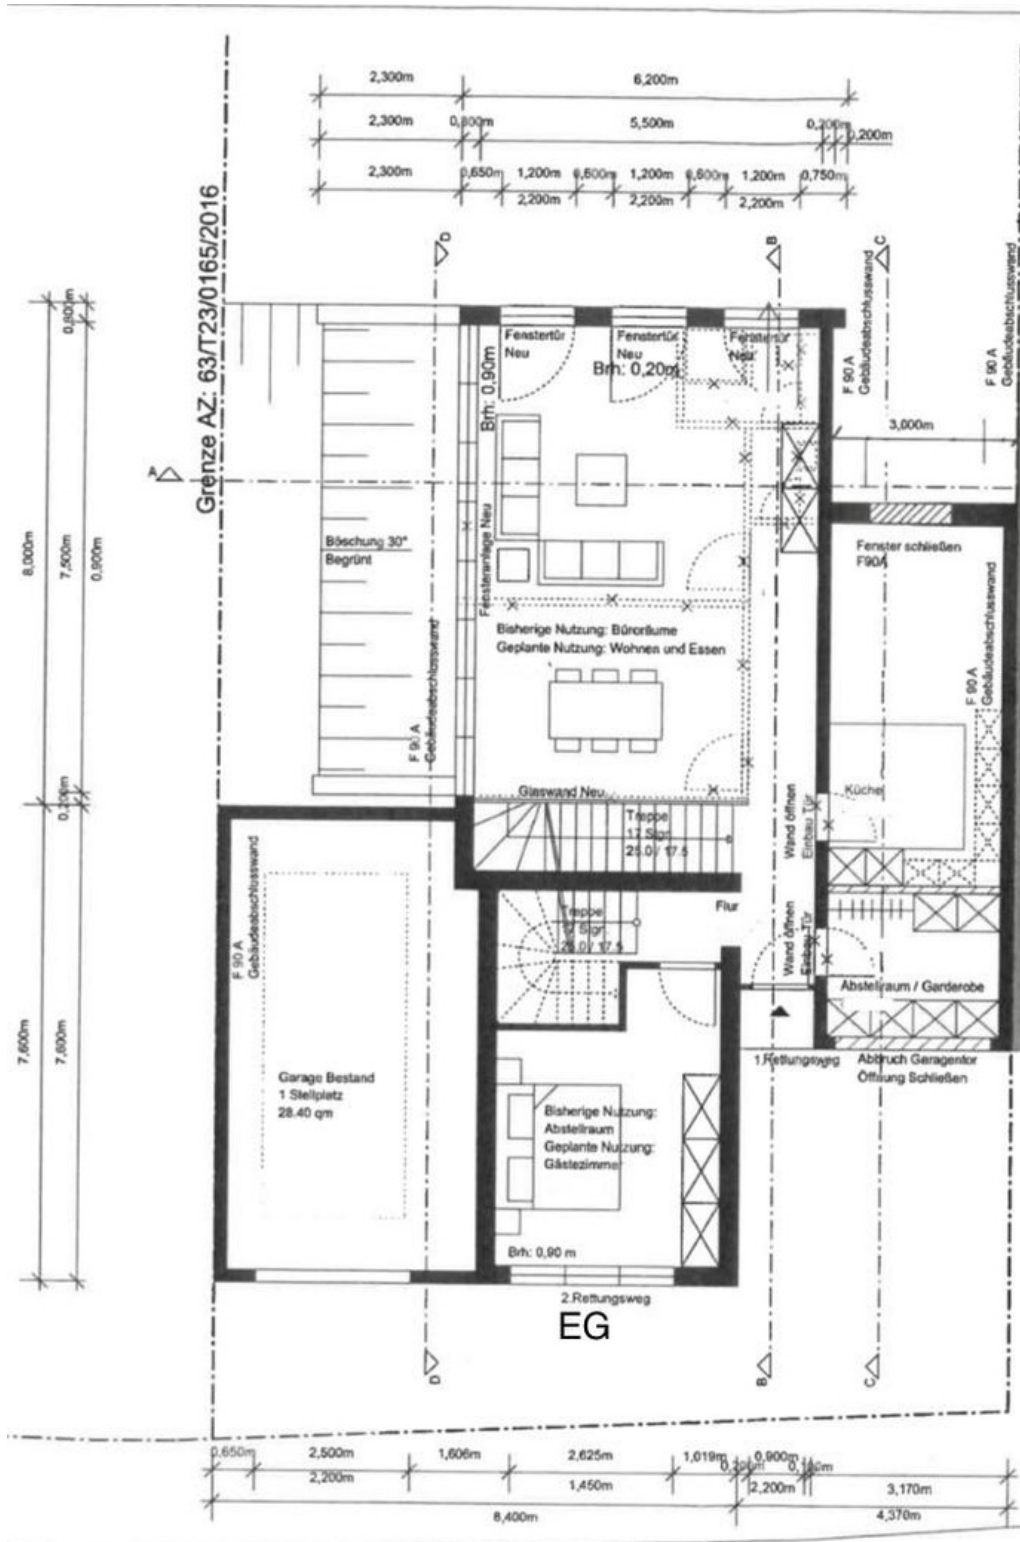 2,300m
6,200m
2,300m
0,300m
5,500m
0,200m
0,200m
2,300m
0,650m
1,200m
0,600m
1,200m
0,600m
1,200m
0,750m
2,200m
2,200m
2,200m
Grenze AZ: 63/T23/0165/2016
D
B
C
F 90 A
Gebäudeabschlusswand
F 90 A
Gebäudeabschlusswand
Fenstertür
Neu
Fenstertür
Neu
Fenstertür
Neu
Brh: 0,20m
Brh: 0,90m
3,000m
A
8,000m
7,500m
0,900m
0,200m
Böschung 30°
Begrünt
Fensteranlage Neu
Fenster schließen
F90A
Bisherige Nutzung: Büroräume
Geplante Nutzung: Wohnen und Essen
F 90 A
Gebäudeabschlusswand
F 90 A
Gebäudeabschlusswand
Glaswand Neu
Treppe
17 Stgr.
25.0 / 17.5
Wand öffnen
Einbau Tür
Küche
F 90 A
Gebäudeabschlusswand
Treppe
17 Stgr.
25.0 / 17.5
Flur
Wand öffnen
Einbau Tür
Abstellraum / Garderobe
7,600m
7,600m
1.Rettungsweg
Abbruch Garagentor
Öffnung Schließen
Garage Bestand
1 Stellplatz
28.40 qm
Bisherige Nutzung:
Abstellraum
Geplante Nutzung:
Gästezimmer
Brh: 0,90 m
2.Rettungsweg
EG
D
B
C
0,650m
2,500m
1,606m
2,625m
1,019m
0,900m
2,200m
1,450m
2,200m
3,170m
8,400m
4,370m